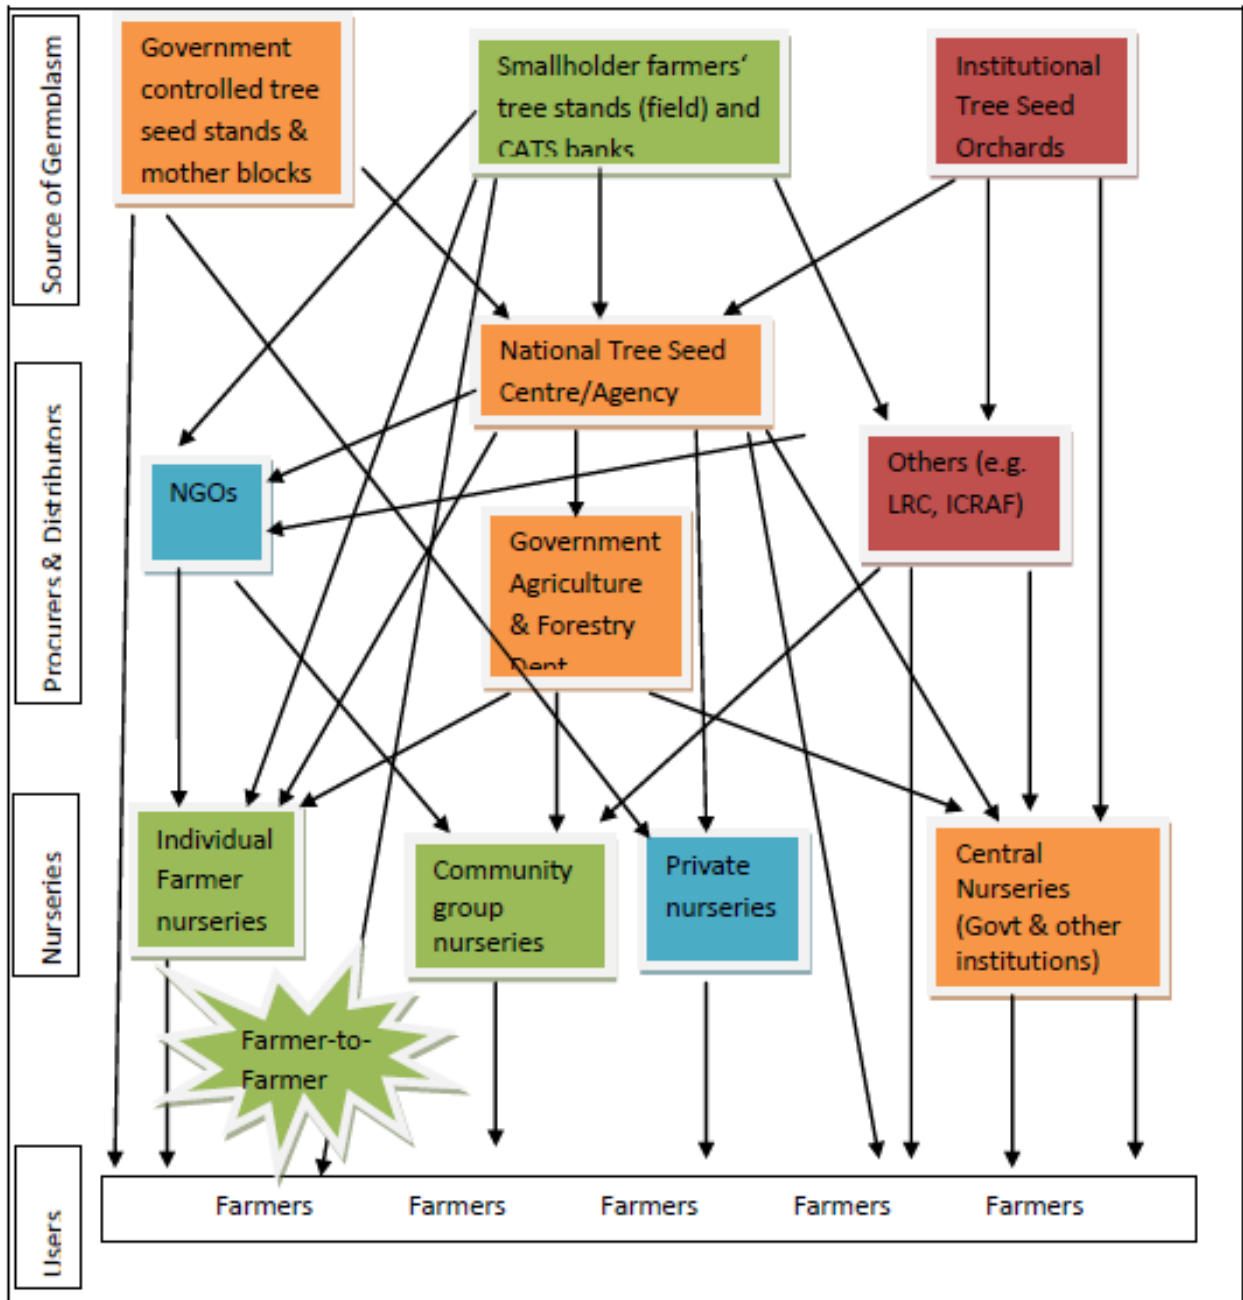 Source of Germplasm
Government
controlled tree
seed stands &
mother blocks
Smallholder farmers‘
tree stands (field) and
CATS banks
Institutional
Tree Seed
Orchards
Procurers & Distributors
National Tree Seed
Centre/Agency
NGOs
Others (e.g.
LRC, ICRAF)
Government
Agriculture
& Forestry
Dept
Nurseries
Individual
Farmer
nurseries
Community
group
nurseries
Private
nurseries
Central
Nurseries
(Govt & other
institutions)
Farmer-to-
Farmer
Users
Farmers Farmers Farmers Farmers Farmers